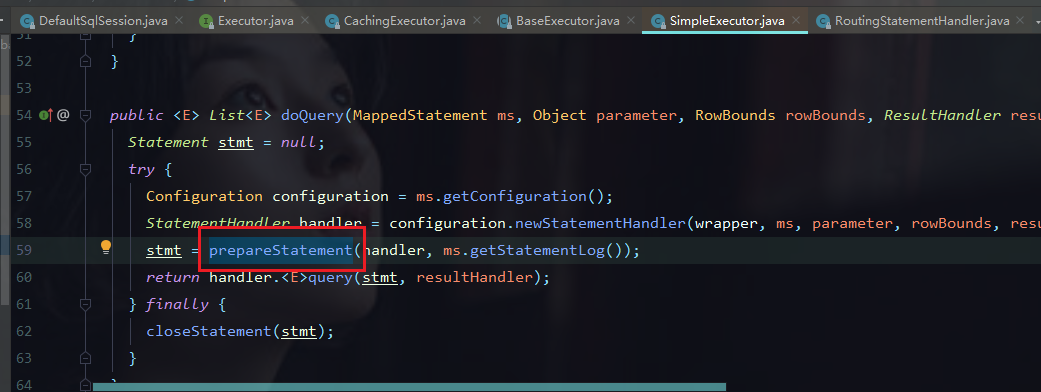 DefaultSqlSession.java Executor.java CachingExecutor.java BaseExecutor.java SimpleExecutor.java RoutingStatementHandler.java
51 }
52 }
53
54 public <E> List<E> doQuery(MappedStatement ms, Object parameter, RowBounds rowBounds, ResultHandler resu
55 Statement stmt = null;
56 try {
57 Configuration configuration = ms.getConfiguration();
58 StatementHandler handler = configuration.newStatementHandler(wrapper, ms, parameter, rowBounds, resu
59 stmt = prepareStatement(handler, ms.getStatementLog());
60 return handler.<E>query(stmt, resultHandler);
61 } finally {
62 closeStatement(stmt);
63 }
64 }